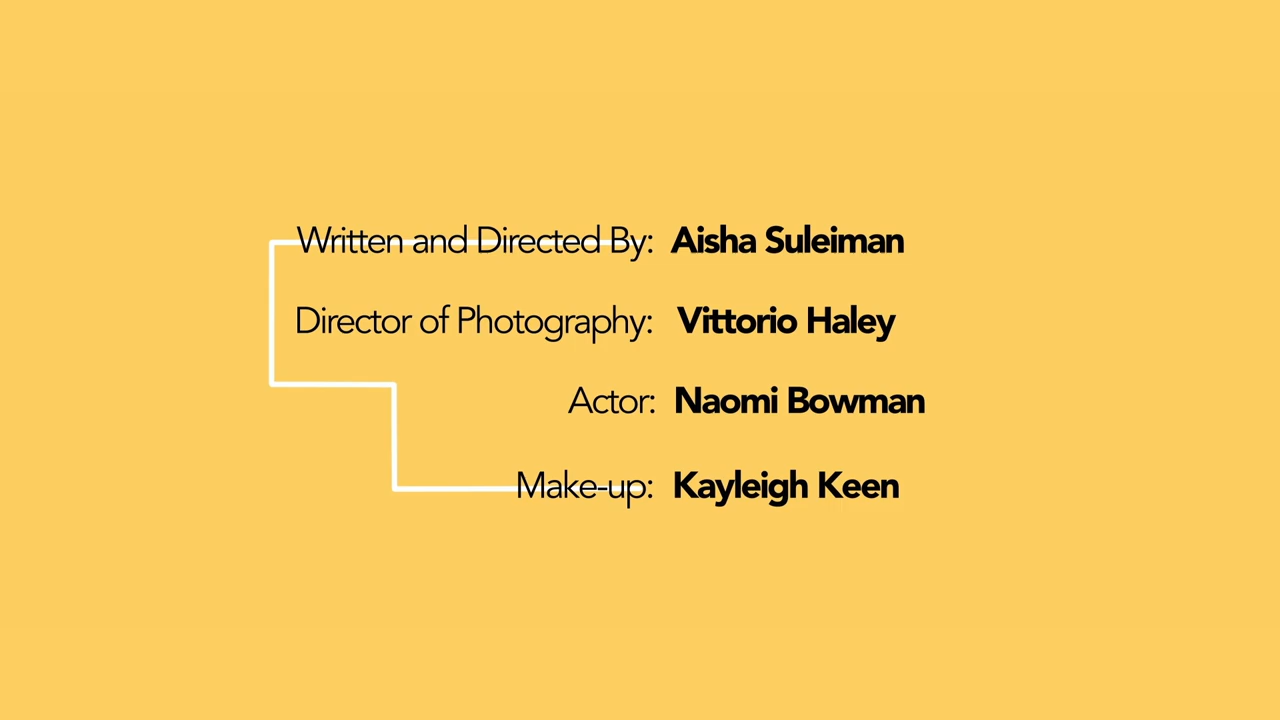 Written and Directed By: Aisha Suleiman
Director of Photography: Vittorio Haley
Actor: Naomi Bowman
Make-up: Kayleigh Keen